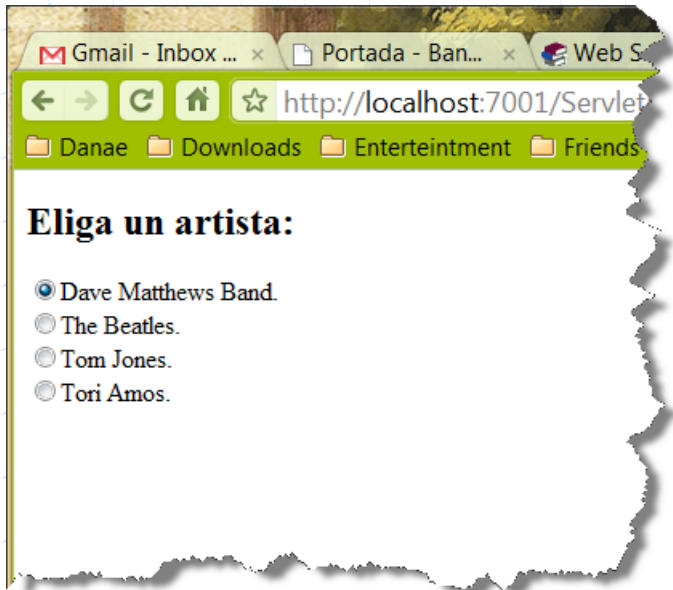 Gmail - Inbox ... Portada - Ban... Web S
http://localhost:7001/Servlet
Danae Downloads Enterteintment Friends
Eliga un artista:
Dave Matthews Band.
The Beatles.
Tom Jones.
Tori Amos.